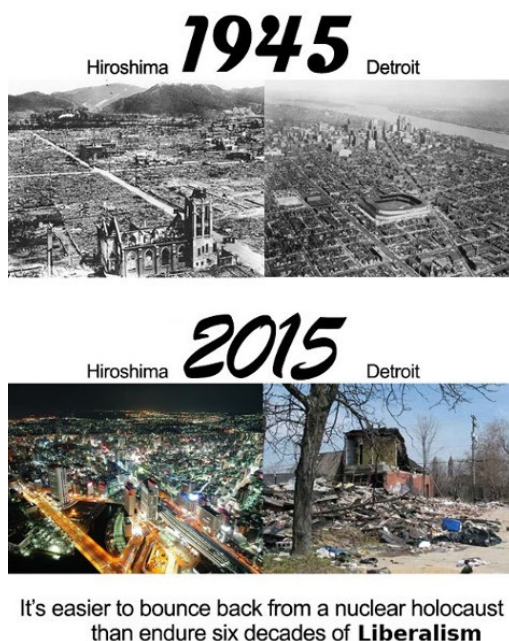 1945
Hiroshima Detroit
2015
Hiroshima Detroit
It's easier to bounce back from a nuclear holocaust
than endure six decades of Liberalism